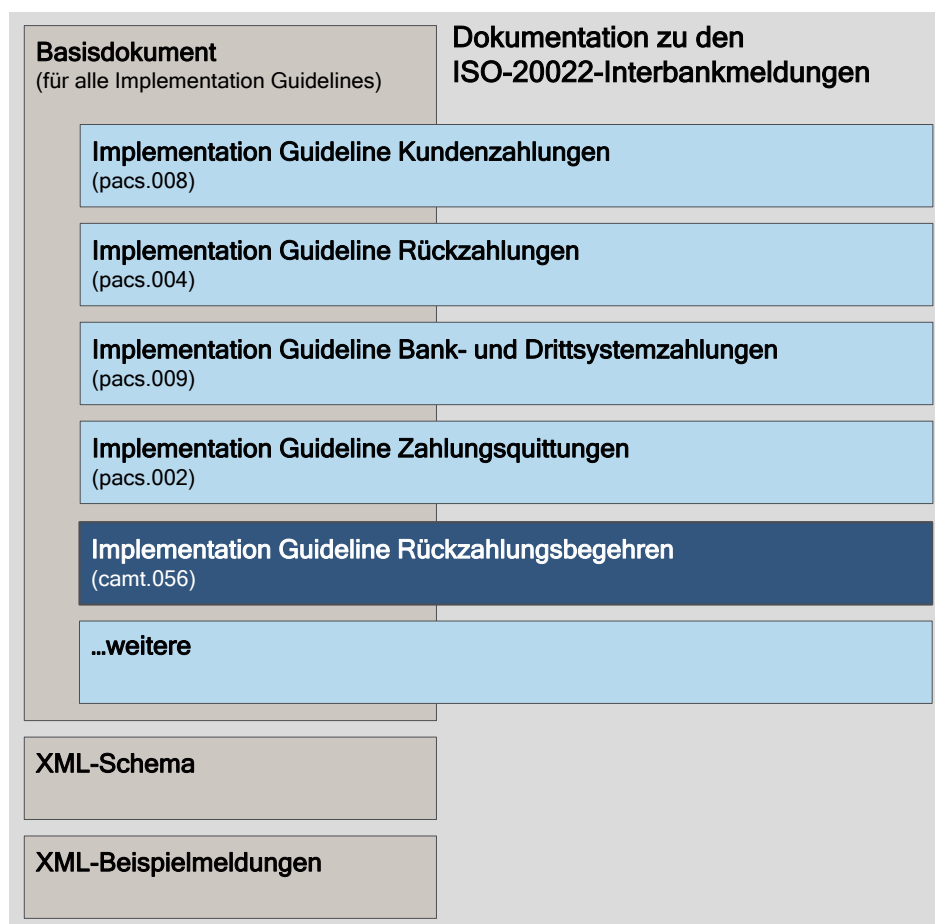 Basisdokument
(für alle Implementation Guidelines)
Dokumentation zu den
ISO-20022-Interbankmeldungen
Implementation Guideline Kundenzahlungen
(pacs.008)
Implementation Guideline Rückzahlungen
(pacs.004)
Implementation Guideline Bank- und Drittsystemzahlungen
(pacs.009)
Implementation Guideline Zahlungsquittungen
(pacs.002)
Implementation Guideline Rückzahlungsbegehren
(camt.056)
...weitere
XML-Schema
XML-Beispielmeldungen